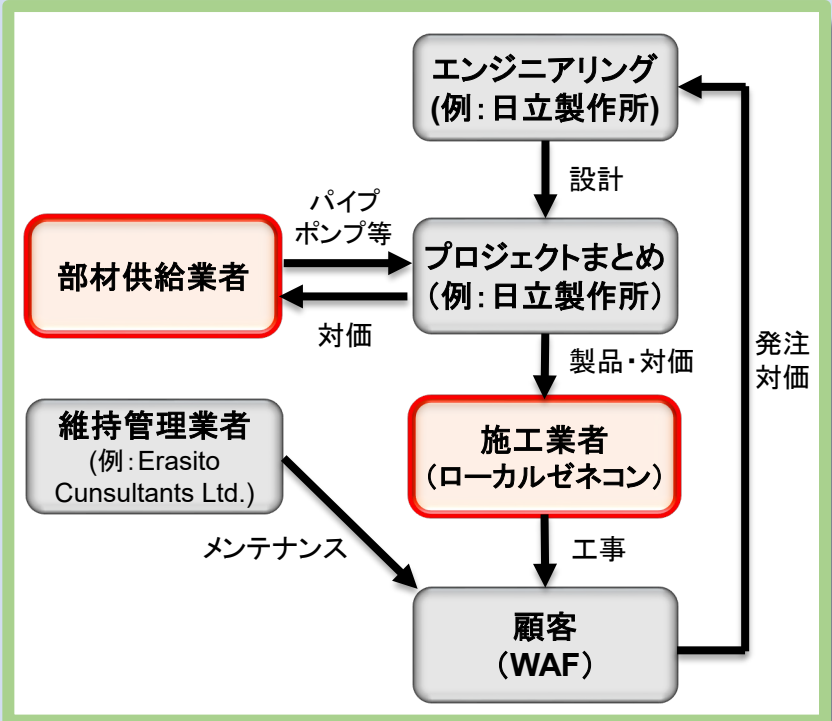 エンジニアリング
(例：日立製作所)
設計
パイプ
ポンプ等
部材供給業者
プロジェクトまとめ
（例：日立製作所）
対価
製品・対価
発注
対価
維持管理業者
(例：Erasito
Cunsultants Ltd.)
施工業者
（ローカルゼネコン）
メンテナンス
工事
顧客
（WAF）